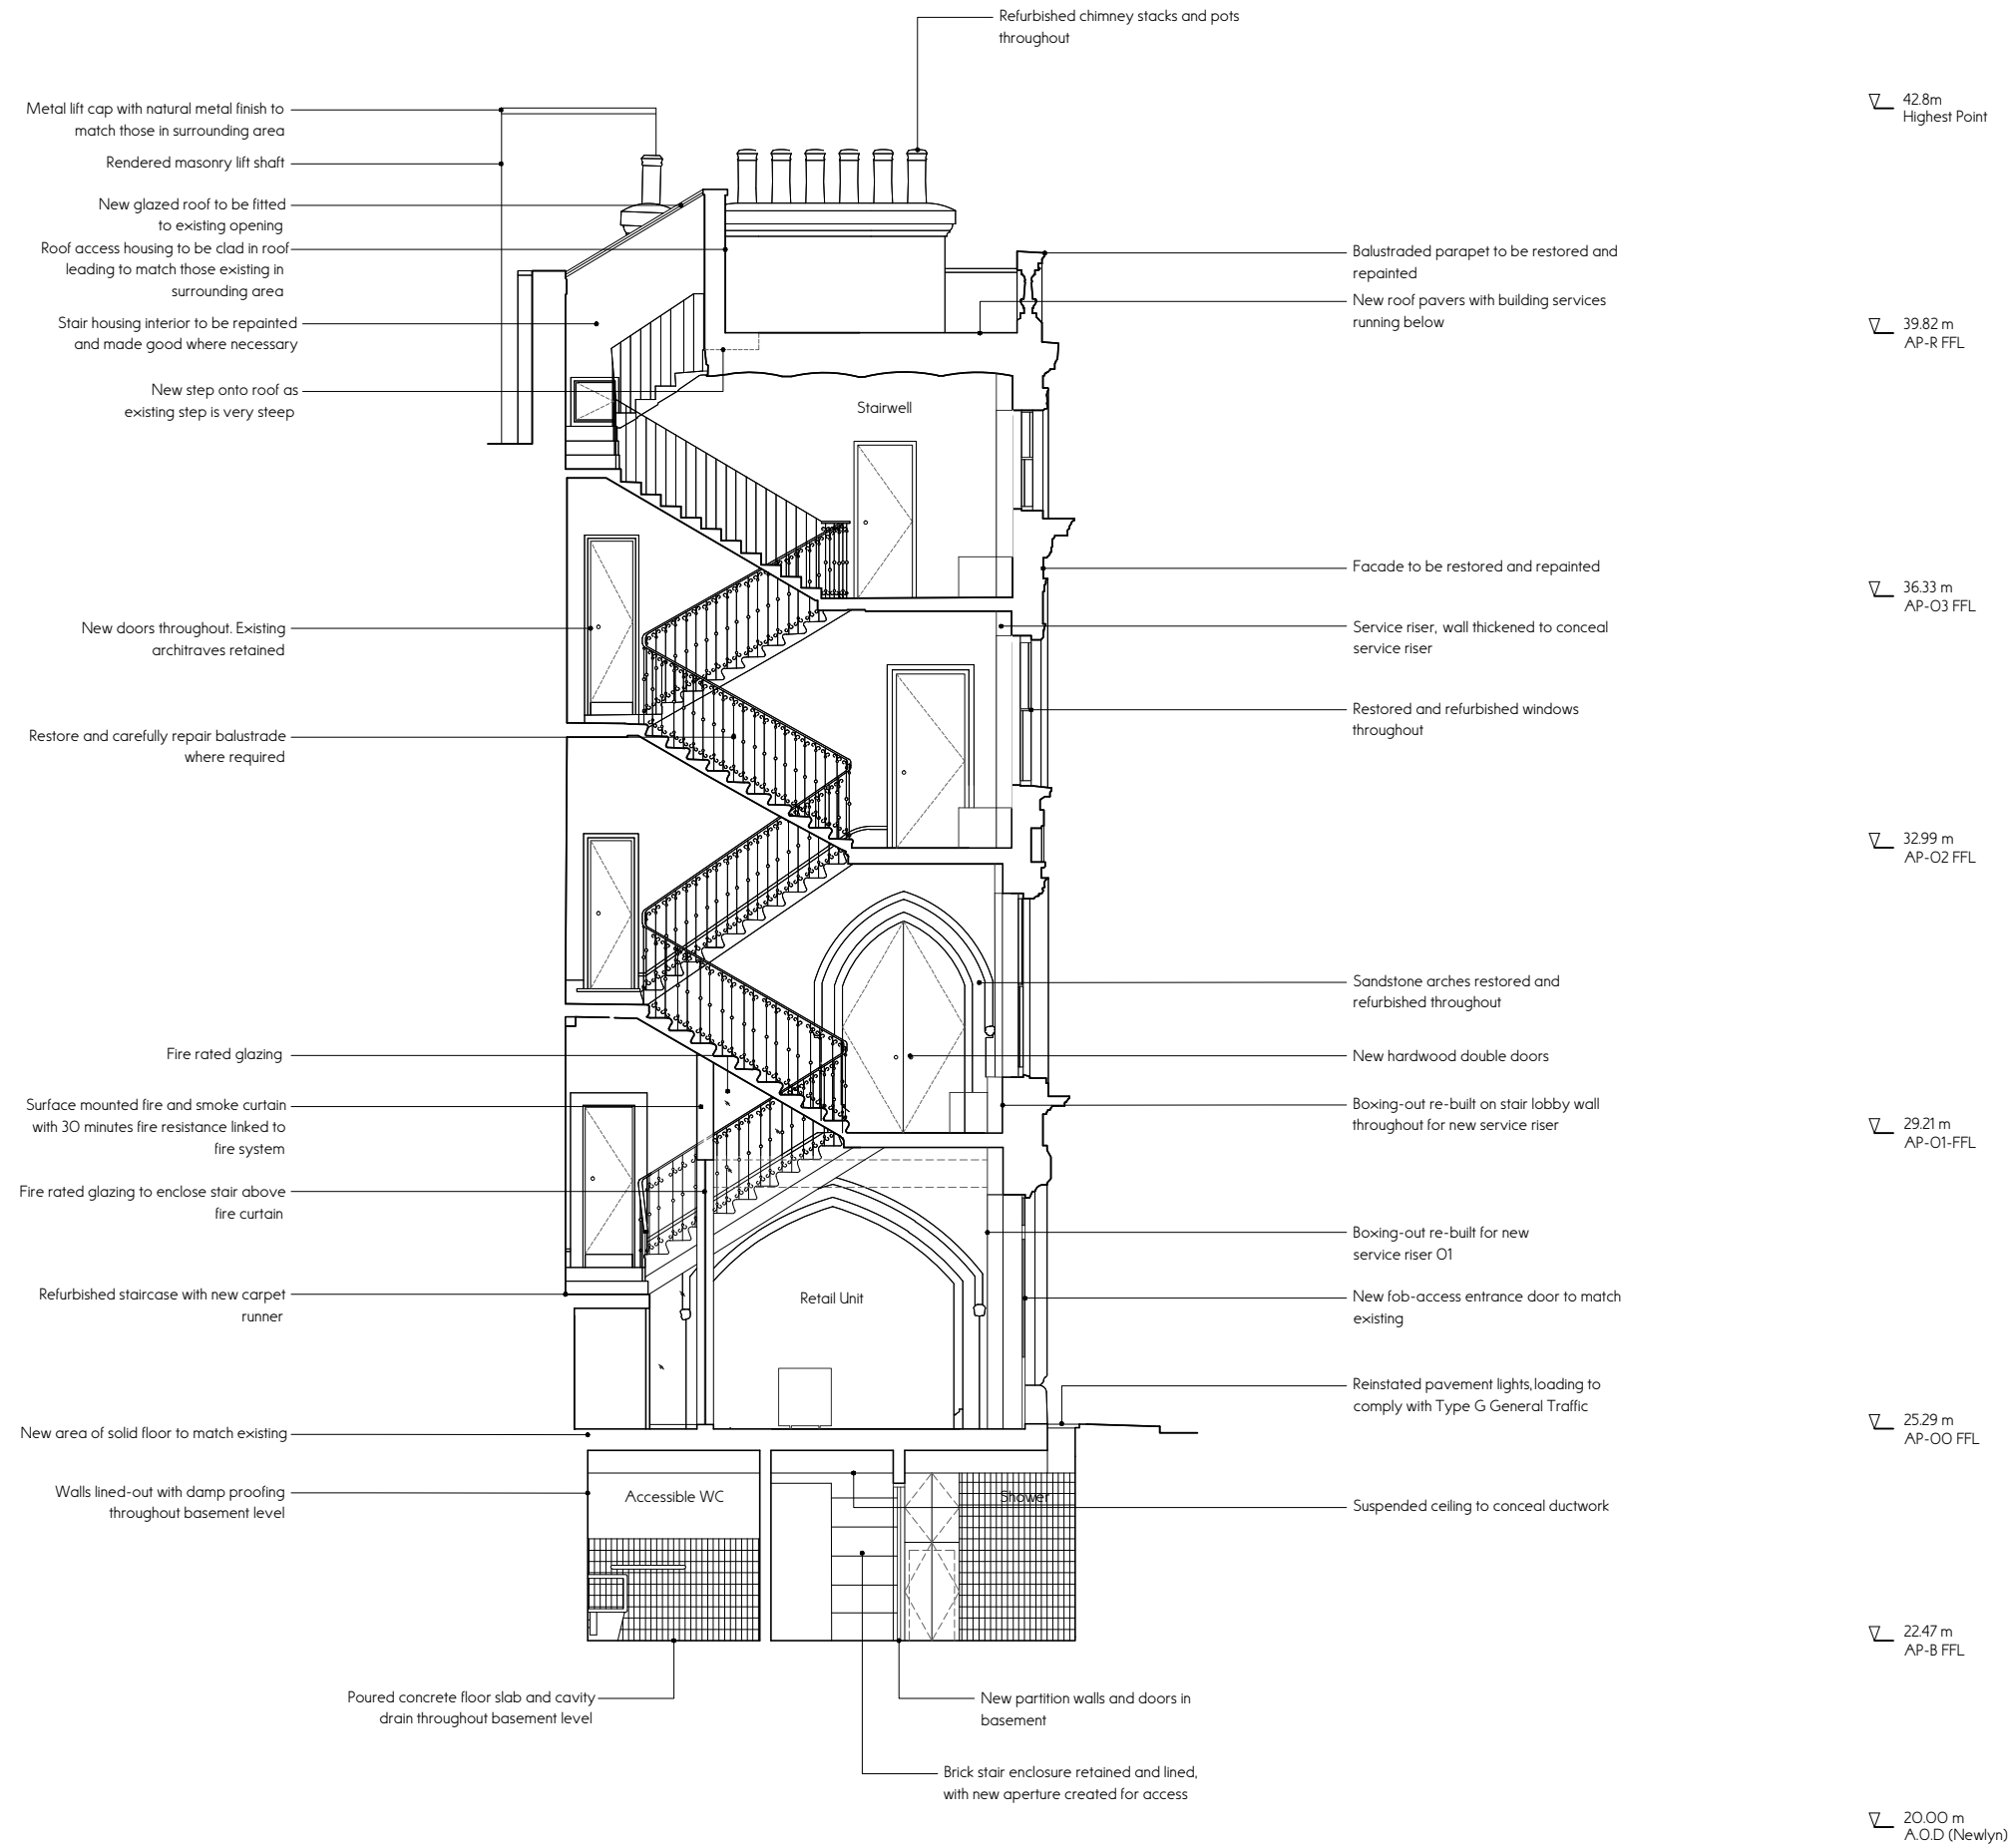 Refurbished chimney stacks and pots
throughout
Metal lift cap with natural metal finish to
match those in surrounding area
Rendered masonry lift shaft
New glazed roof to be fitted
to existing opening
Roof access housing to be clad in roof
leading to match those existing in
surrounding area
Stair housing interior to be repainted
and made good where necessary
New step onto roof as
existing step is very steep
New doors throughout. Existing
architraves retained
Restore and carefully repair balustrade
where required
Fire rated glazing
Surface mounted fire and smoke curtain
with 30 minutes fire resistance linked to
fire system
Fire rated glazing to enclose stair above
fire curtain
Refurbished staircase with new carpet
runner
New area of solid floor to match existing
Walls lined-out with damp proofing
throughout basement level
Poured concrete floor slab and cavity
drain throughout basement level
Stairwell
Retail Unit
Accessible WC
Shower
Balustraded parapet to be restored and
repainted
New roof pavers with building services
running below
Facade to be restored and repainted
Service riser, wall thickened to conceal
service riser
Restored and refurbished windows
throughout
Sandstone arches restored and
refurbished throughout
New hardwood double doors
Boxing-out re-built on stair lobby wall
throughout for new service riser
Boxing-out re-built for new
service riser 01
New fob-access entrance door to match
existing
Reinstated pavement lights, loading to
comply with Type G General Traffic
Suspended ceiling to conceal ductwork
New partition walls and doors in
basement
Brick stair enclosure retained and lined,
with new aperture created for access
42.8m
Highest Point
39.82 m
AP-R FFL
36.33 m
AP-03 FFL
32.99 m
AP-02 FFL
29.21 m
AP-01-FFL
25.29 m
AP-00 FFL
22.47 m
AP-B FFL
20.00 m
A.O.D (Newlyn)